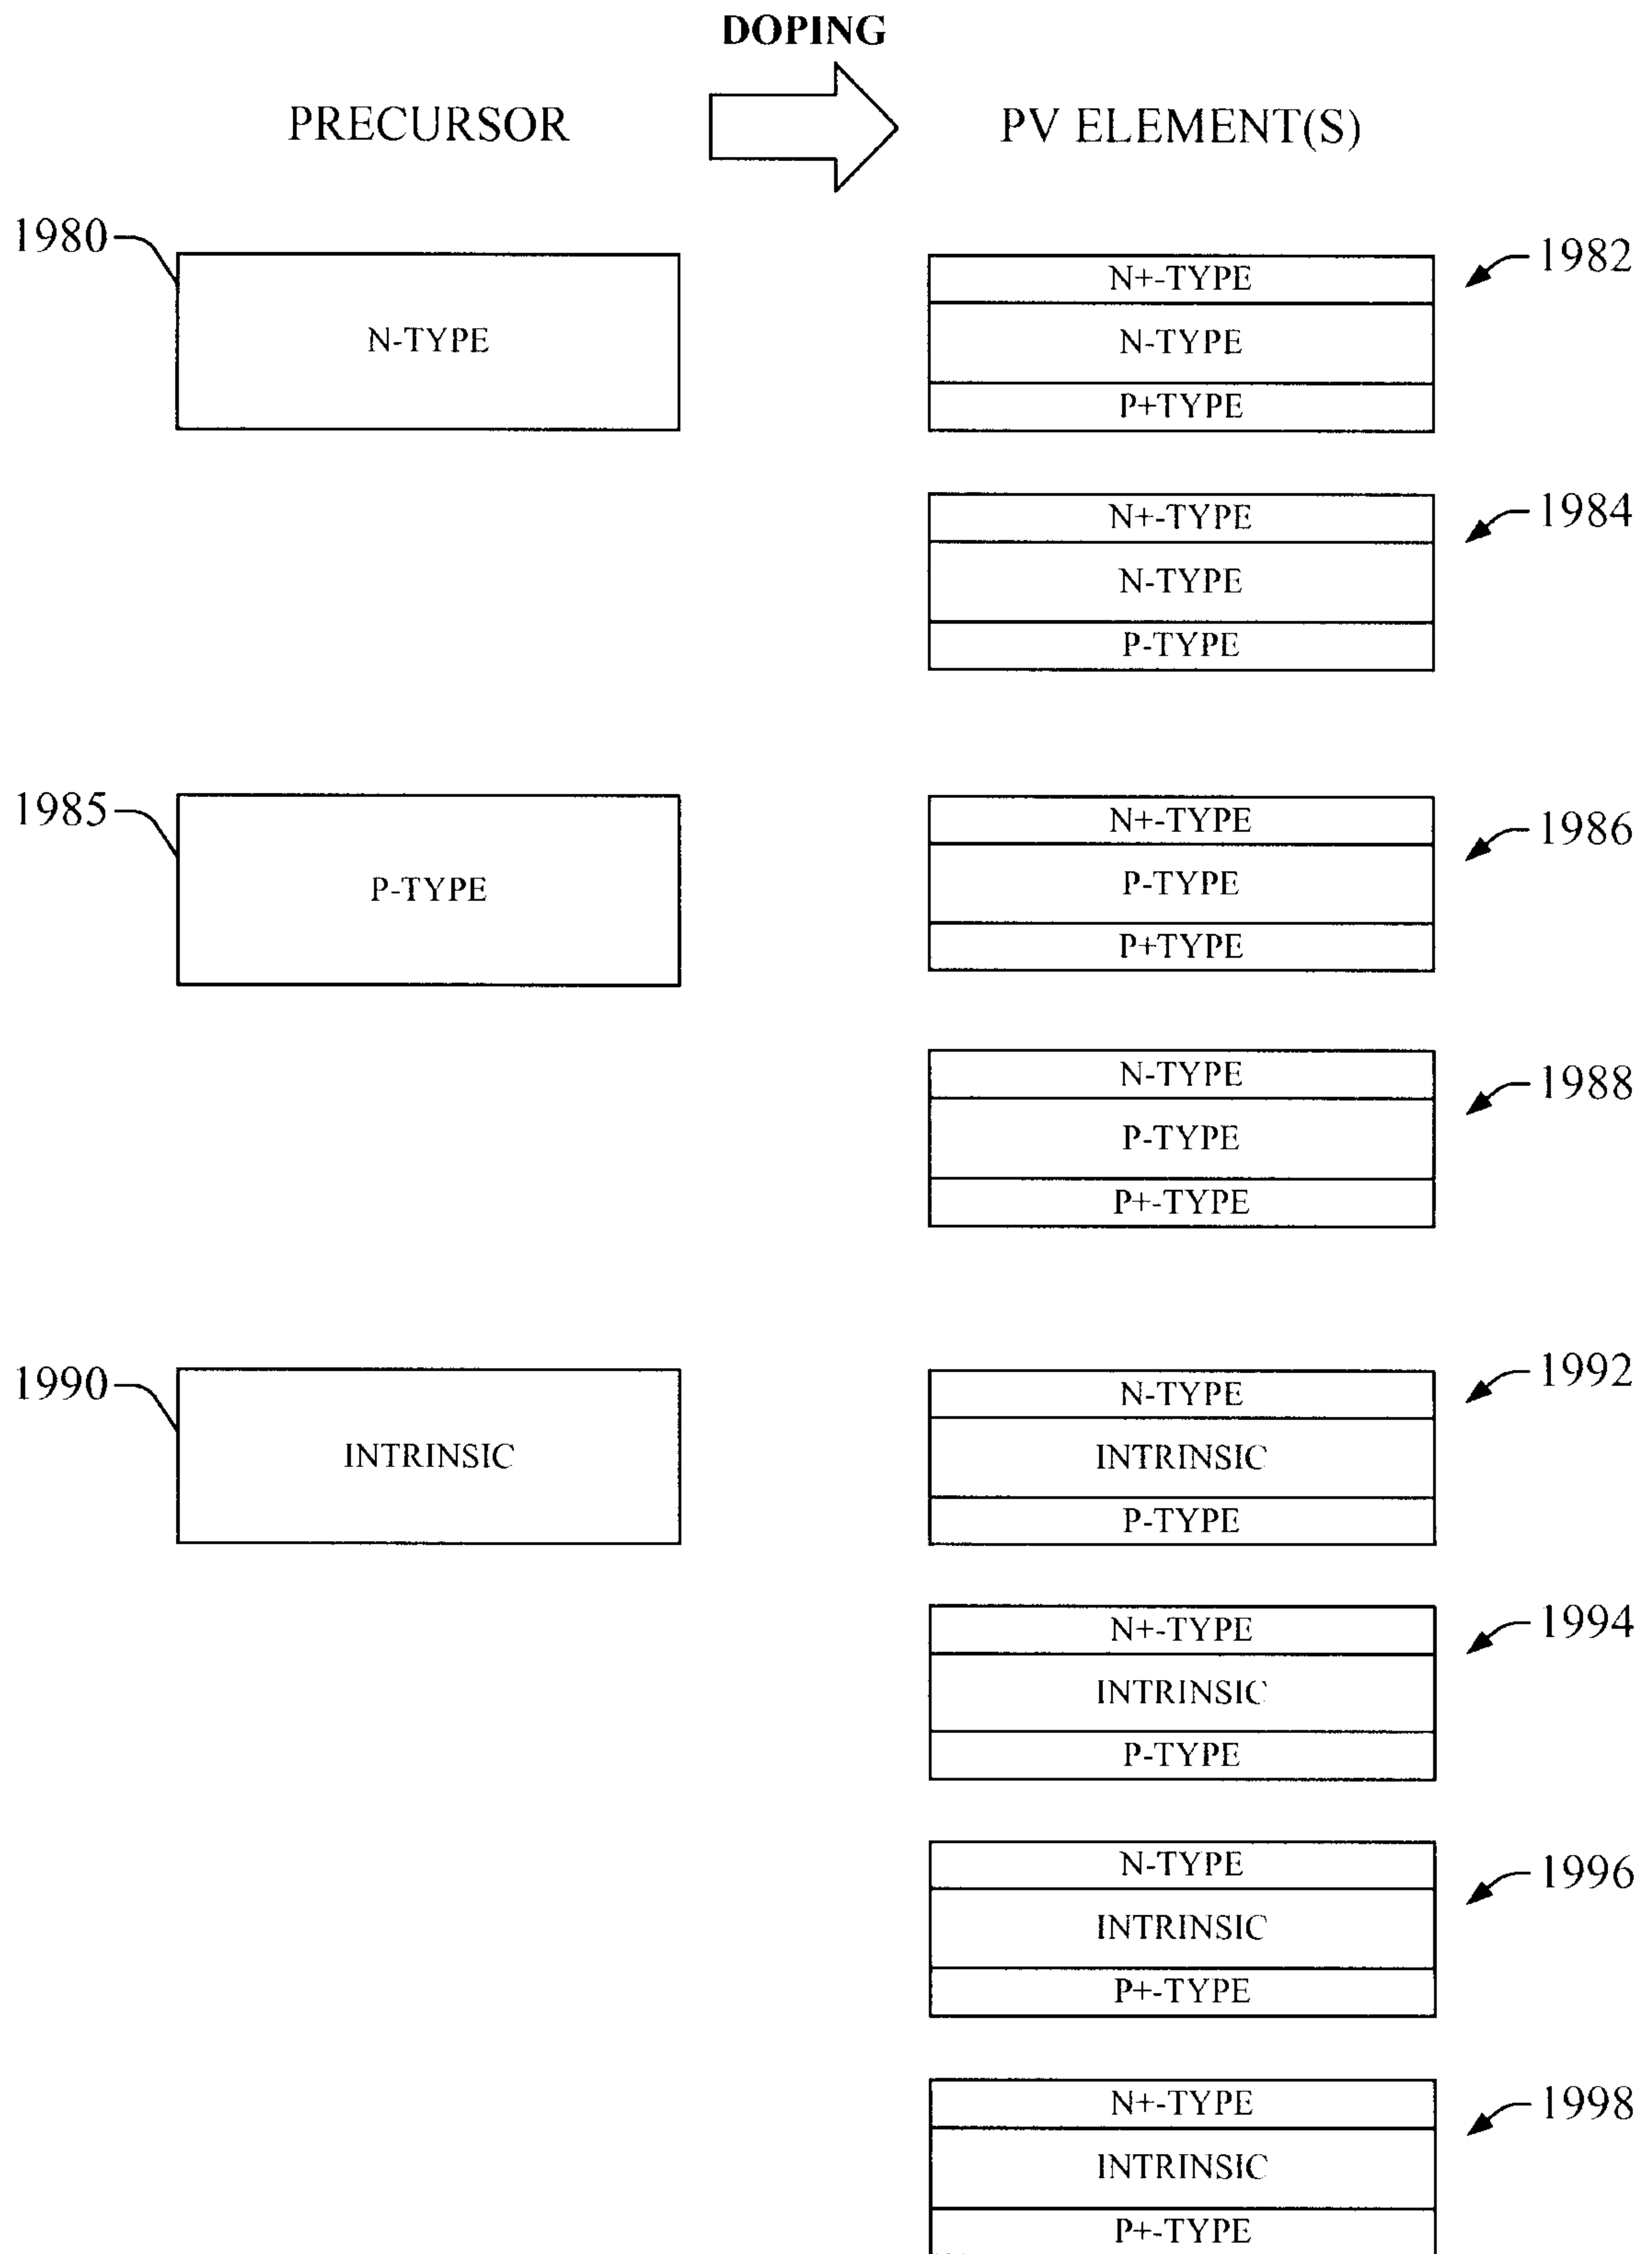 DOPING
PRECURSOR
PV ELEMENT(S)
1980
N-TYPE
N+-TYPE
N-TYPE
P+TYPE
1982
N+-TYPE
N-TYPE
P-TYPE
1984
1985
P-TYPE
N+-TYPE
P-TYPE
P+TYPE
1986
N-TYPE
P-TYPE
P+-TYPE
1988
1990
INTRINSIC
N-TYPE
INTRINSIC
P-TYPE
1992
N+-TYPE
INTRINSIC
P-TYPE
1994
N-TYPE
INTRINSIC
P+-TYPE
1996
N+-TYPE
INTRINSIC
P+-TYPE
1998